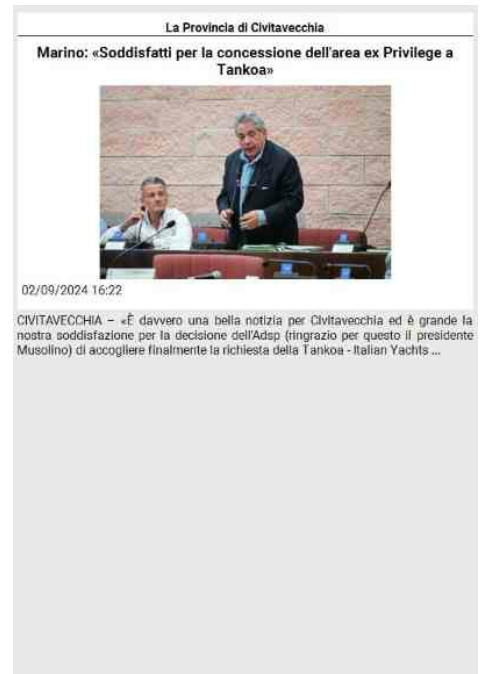 La Provincia di Civitavecchia
Marino: «Soddisfatti per la concessione dell'area ex Privilege a
Tankoa»
02/09/2024 16:22
CIVITAVECCHIA – «È davvero una bella notizia per Civitavecchia ed è grande la
nostra soddisfazione per la decisione dell'Adsp (ringrazio per questo il presidente
Musolino) di accogliere finalmente la richiesta della Tankoa - Italian Yachts ...